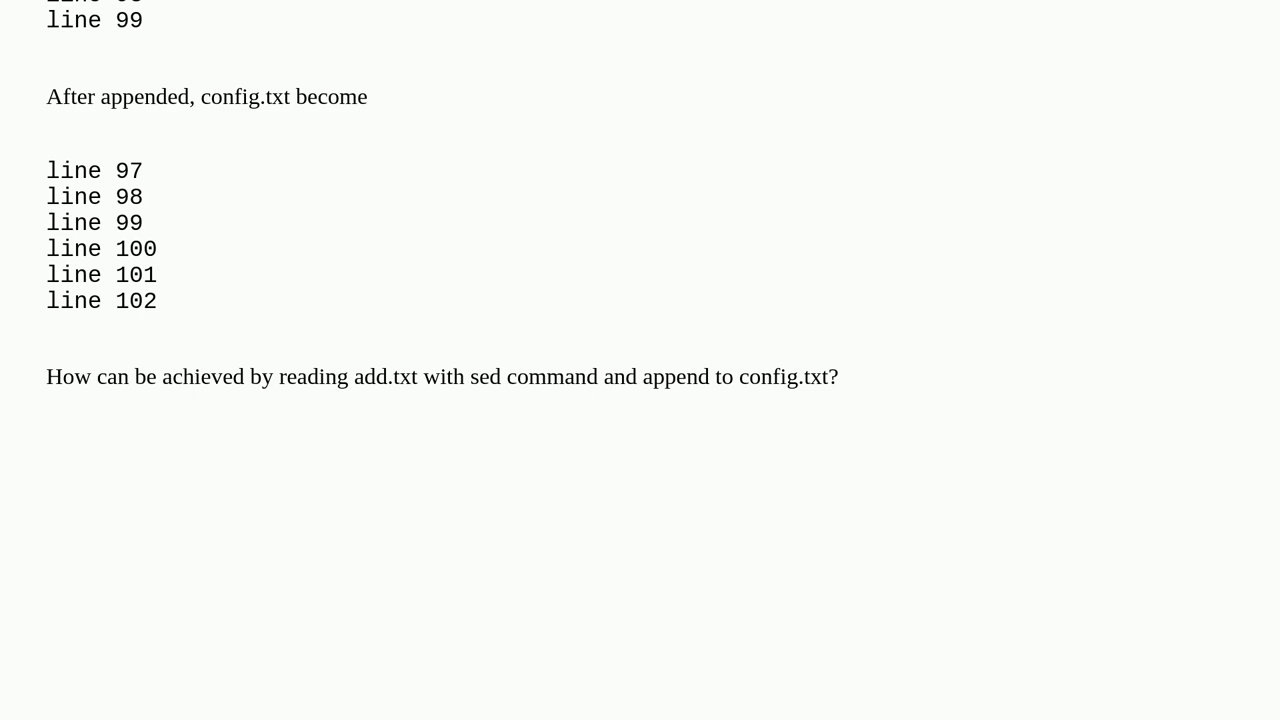 line 99
After appended, config.txt become
line 97
line 98
line 99
line 100
line 101
line 102
How can be achieved by reading add.txt with sed command and append to config.txt?